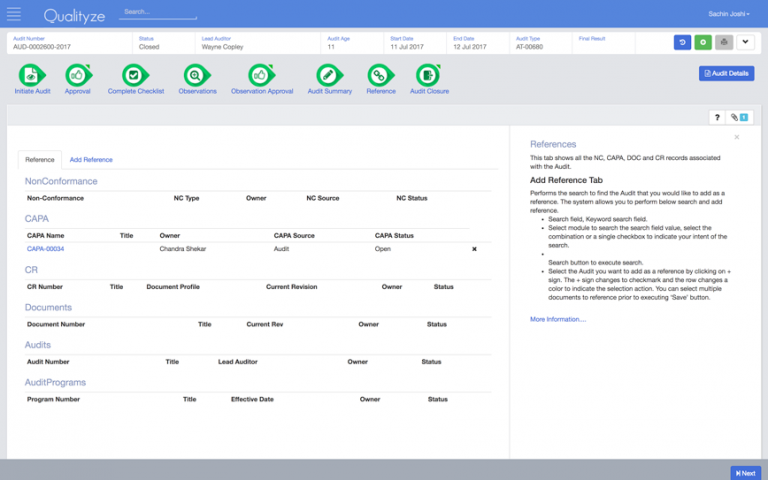 Qualityze
Search...
Sachin Joshi
Audit Number Status Lead Auditor Audit Age Start Date End Date Audit Type Final Result
AUD-0002600-2017 Closed Wayne Copley 11 11 Jul 2017 12 Jul 2017 AT-00680
Initiate Audit Approval Complete Checklist Observations Observation Approval Audit Summary Reference Audit Closure
Audit Details
? 1
Reference Add Reference
NonConformance
Non-Conformance NC Type Owner NC Source NC Status
CAPA
CAPA Name Title Owner CAPA Source CAPA Status
CAPA-00034 Chandra Shekar Audit Open
CR
CR Number Title Document Profile Current Revision Owner Status
Documents
Document Number Title Current Rev Owner Status
Audits
Audit Number Title Lead Auditor Owner Status
AuditPrograms
Program Number Title Effective Date Owner Status
References
This tab shows all the NC, CAPA, DOC and CR records associated
with the Audit.
Add Reference Tab
Performs the search to find the Audit that you would like to add as a
reference. The system allows you to perform below search and add
reference.
• Search field, Keyword search field.
• Select module to search the search field value, select the
combination or a single checkbox to indicate your intent of the
search.
•
Search button to execute search.
• Select the Audit you want to add as a reference by clicking on +
sign. The + sign changes to checkmark and the row changes a
color to indicate the selection action. You can select multiple
documents to reference prior to executing 'Save' button.
More Information....
Next